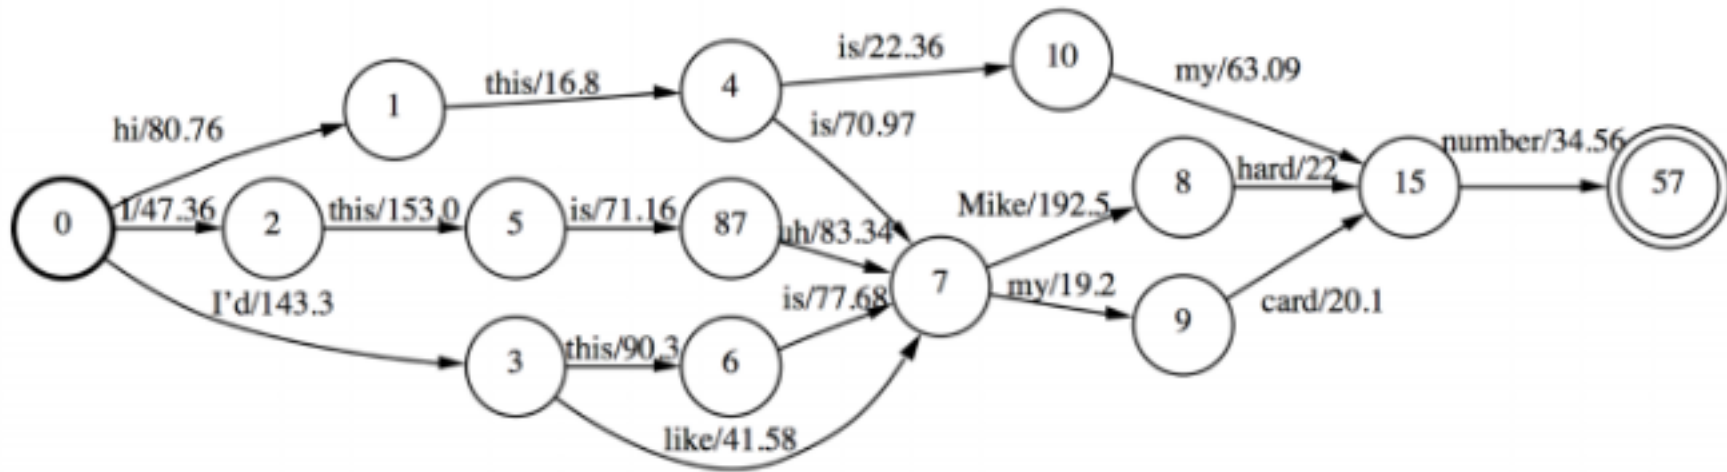 is/22.36
10
my/63.09
this/16.8
4
1
hi/80.76
is/70.97
number/34.56
8
hard/22
15
57
Mike/192.5
0
I/47.36
2
this/153.0
5
is/71.16
87
uh/83.34
7
my/19.2
I'd/143.3
is/77.68
9
card/20.1
3
this/90.3
6
like/41.58